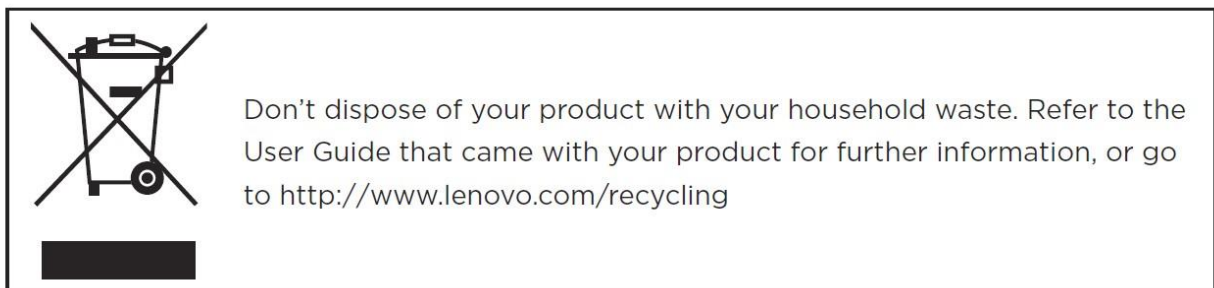 Don’t dispose of your product with your household waste. Refer to the
User Guide that came with your product for further information, or go
to http://www.lenovo.com/recycling